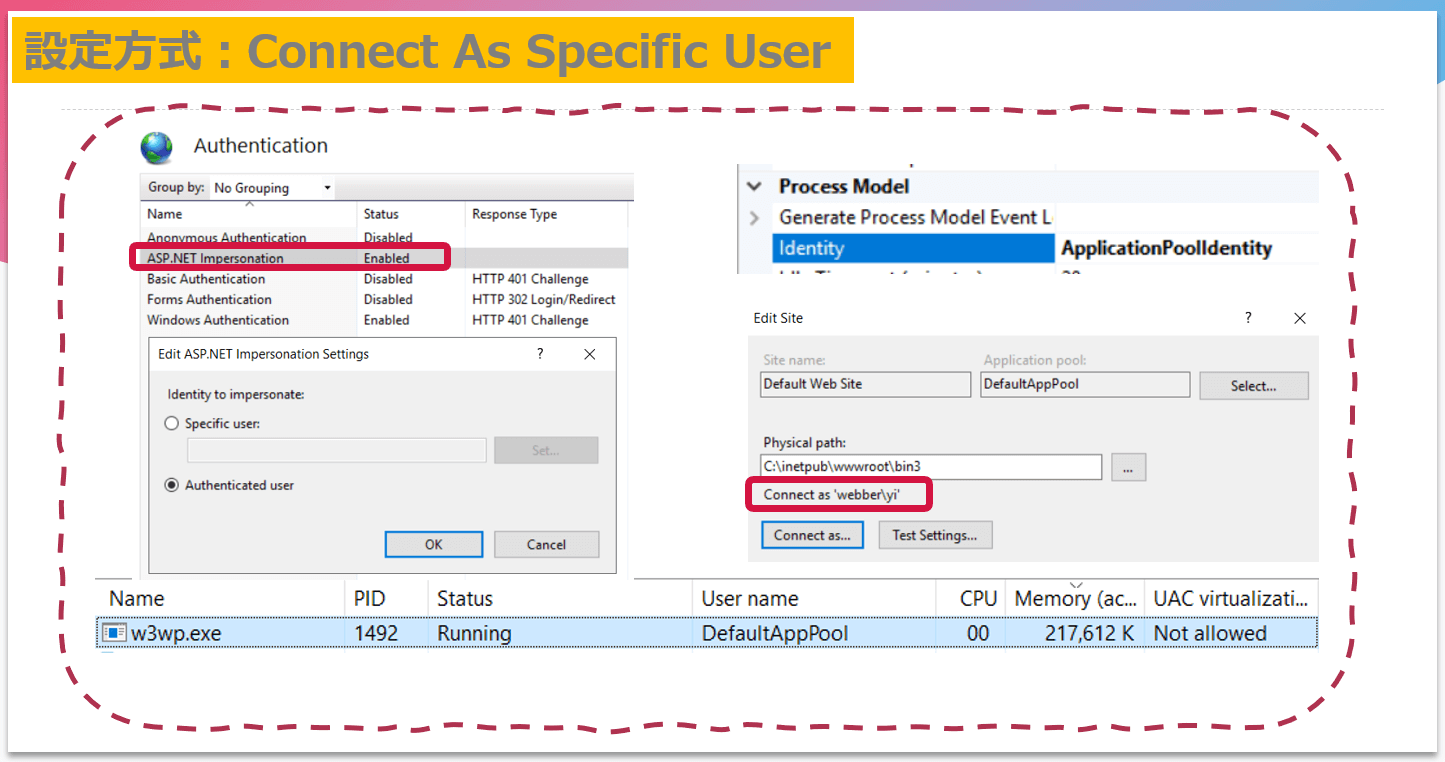 設定方式：Connect As Specific User
Authentication
Group by: No Grouping
Name Status Response Type
Anonymous Authentication Disabled
ASP.NET Impersonation Enabled
Basic Authentication Disabled HTTP 401 Challenge
Forms Authentication Disabled HTTP 302 Login/Redirect
Windows Authentication Enabled HTTP 401 Challenge
Edit ASP.NET Impersonation Settings ?
Identity to impersonate:
Specific user:
Set...
Authenticated user
OK Cancel
Process Model
Generate Process Model Event L
Identity ApplicationPoolIdentity
Edit Site ?
Site name: Application pool:
Default Web Site DefaultAppPool Select...
Physical path:
C:\inetpub\wwwroot\bin3 ...
Connect as 'webber\yi'
Connect as... Test Settings...
Name PID Status User name CPU Memory (ac... UAC virtualizati...
w3wp.exe 1492 Running DefaultAppPool 00 217,612 K Not allowed